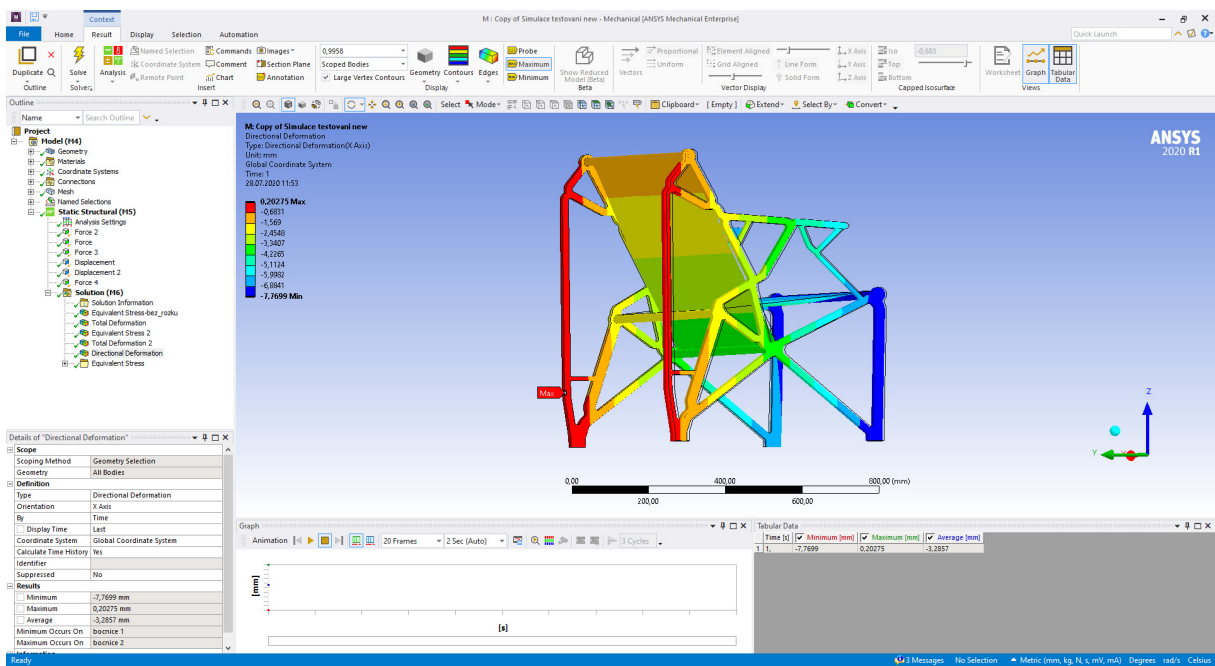 Context
M : Copy of Simulace testovani new - Mechanical [ANSYS Mechanical Enterprise]
File Home Result Display Selection Automation
Quick Launch
Duplicate Q
Outline
Solve
Solver
Analysis
Named Selection
Coordinate System
Remote Point
Commands
Comment
Chart
Images
Section Plane
Annotation
Insert
0,9958
Scoped Bodies
Large Vertex Contours
Geometry Contours Edges
Display
Probe
Maximum
Minimum
Show Reduced
Model (Beta)
Beta
Vectors
Proportional
Uniform
Element Aligned
Grid Aligned
Line Form
Solid Form
X Axis
Y Axis
Z Axis
Vector Display
Iso
Top
Bottom
-0,683
Capped Isosurface
Worksheet Graph Tabular
Data
Views
Outline
Name Search Outline
Select Mode Clipboard [ Empty ] Extend Select By Convert
Project
Model (M4)
Geometry
Materials
Coordinate Systems
Connections
Mesh
Named Selections
Static Structural (M5)
Analysis Settings
Force 2
Force
Force 3
Displacement
Displacement 2
Force 4
Solution (M6)
Solution Information
Equivalent Stress-bez_rozku
Total Deformation
Equivalent Stress 2
Total Deformation 2
Directional Deformation
Equivalent Stress
M: Copy of Simulace testovani new
Directional Deformation
Type: Directional Deformation(X Axis)
Unit: mm
Global Coordinate System
Time: 1
28.07.2020 11:53
0,20275 Max
-0,6831
-1,569
-2,4548
-3,3407
-4,2265
-5,1124
-5,9982
-6,8841
-7,7699 Min
ANSYS
2020 R1
Max
Z
Y
0,00 400,00 800,00 (mm)
200,00 600,00
Details of "Directional Deformation"
Scope
Scoping Method Geometry Selection
Geometry All Bodies
Definition
Type Directional Deformation
Orientation X Axis
By Time
Display Time Last
Coordinate System Global Coordinate System
Calculate Time History Yes
Identifier
Suppressed No
Results
Minimum -7,7699 mm
Maximum 0,20275 mm
Average -3,2857 mm
Minimum Occurs On bocnice 1
Maximum Occurs On bocnice 2
Information
Graph
Animation 20 Frames 2 Sec (Auto) 3 Cycles
[mm]
[s]
Tabular Data
Time [s] Minimum [mm] Maximum [mm] Average [mm]
1 1, -7,7699 0,20275 -3,2857
Ready
3 Messages No Selection Metric (mm, kg, N, s, mV, mA) Degrees rad/s Celsius